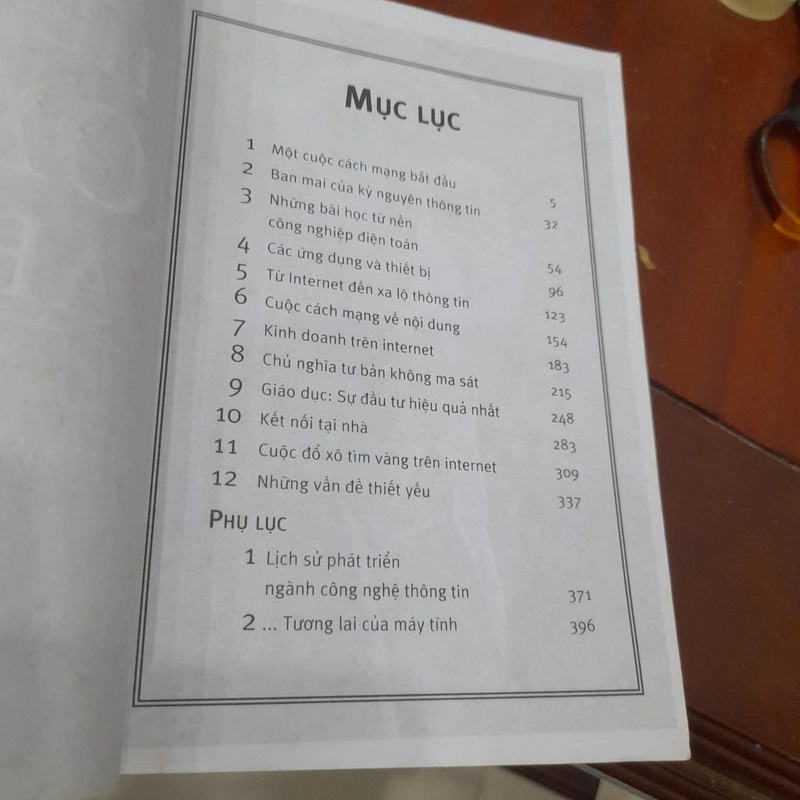 MỤC LỤC
1 Một cuộc cách mạng bắt đầu 5
2 Ban mai của kỷ nguyên thông tin 32
3 Những bài học từ nền
công nghiệp điện toán 54
4 Các ứng dụng và thiết bị 96
5 Từ Internet đến xa lộ thông tin 123
6 Cuộc cách mạng về nội dung 154
7 Kinh doanh trên internet 183
8 Chủ nghĩa tư bản không ma sát 215
9 Giáo dục: Sự đầu tư hiệu quả nhất 248
10 Kết nối tại nhà 283
11 Cuộc đổ xô tìm vàng trên internet 309
12 Những vấn đề thiết yếu 337
PHỤ LỤC
1 Lịch sử phát triển
ngành công nghệ thông tin 371
2 ... Tương lai của máy tính 396